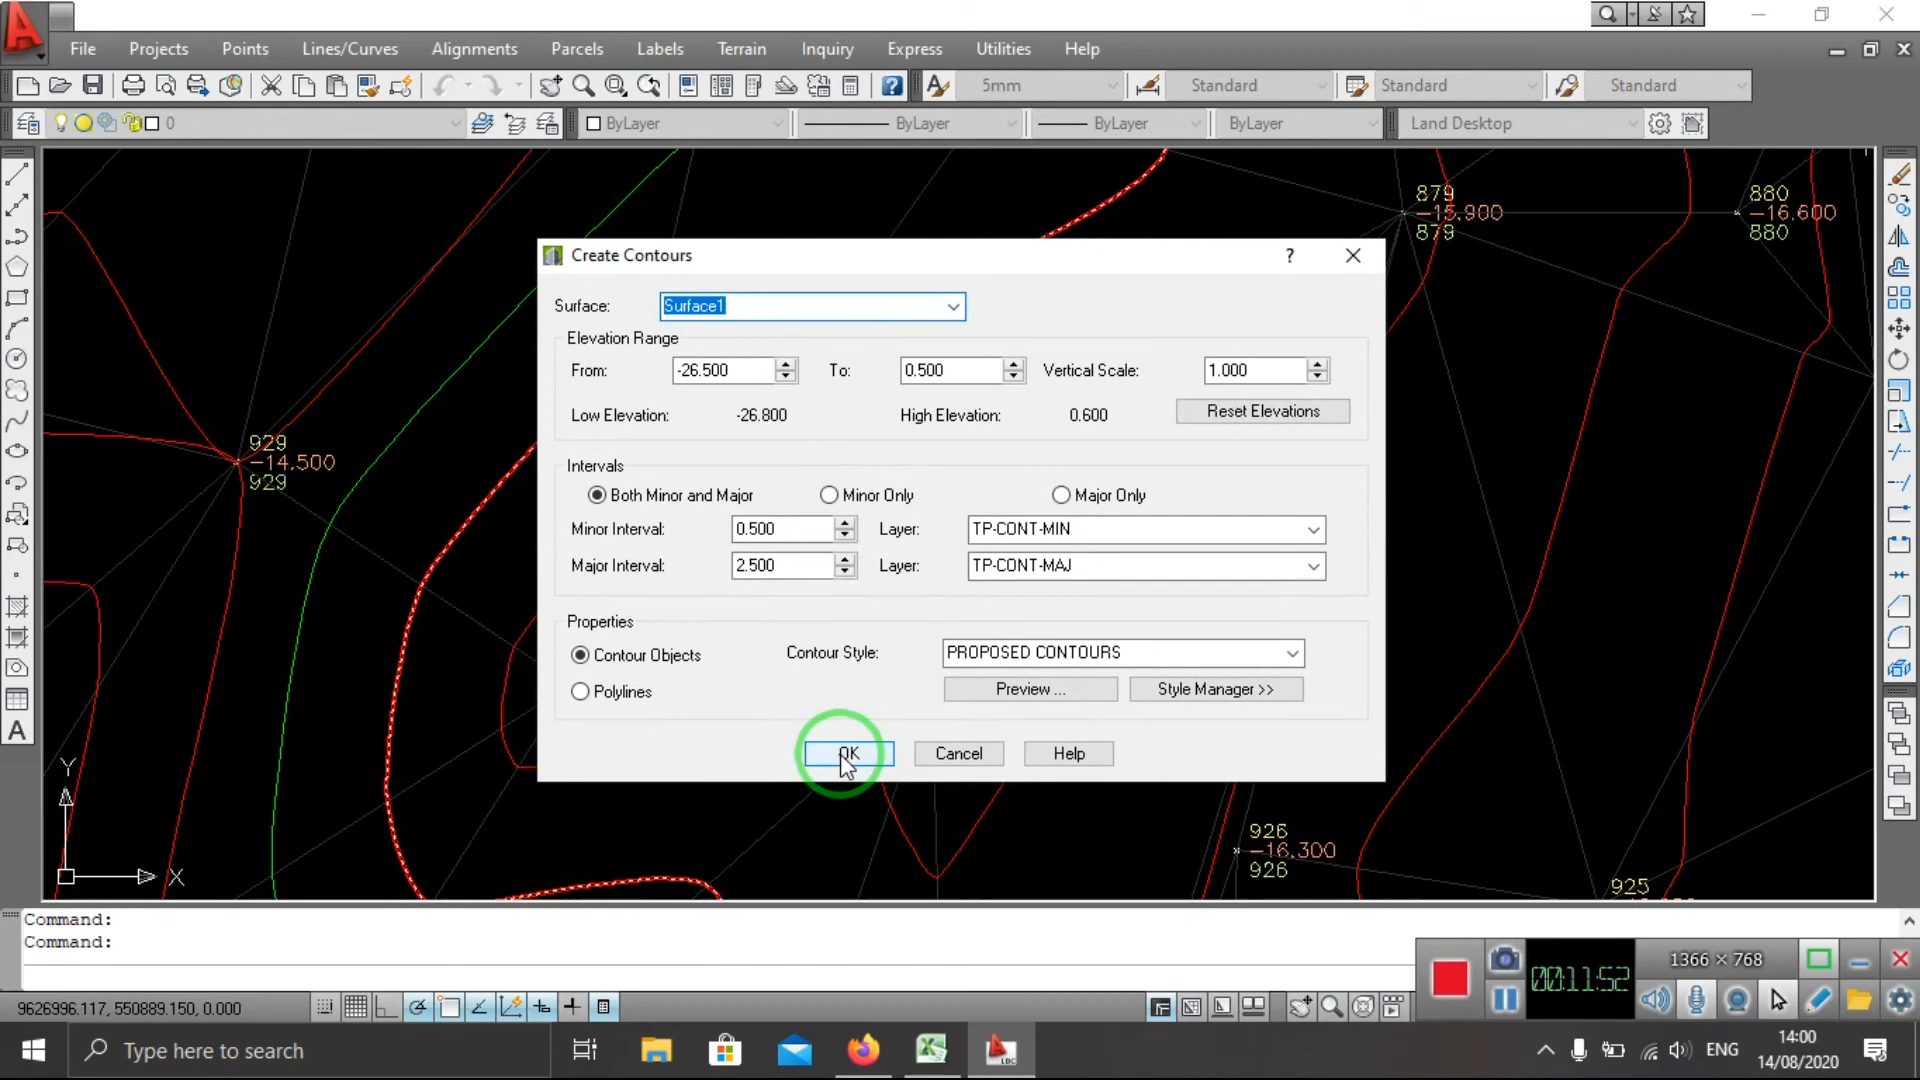 File Projects Points Lines/Curves Alignments Parcels Labels Terrain Inquiry Express Utilities Help
5mm Standard Standard Standard
0 ByLayer ByLayer ByLayer ByLayer Land Desktop
879
-15.900
879
880
-16.600
880
929
-14.500
929
Create Contours ?
Surface: Surface1
Elevation Range
From: -26.500 To: 0.500 Vertical Scale: 1.000
Low Elevation: -26.800 High Elevation: 0.600 Reset Elevations
Intervals
Both Minor and Major Minor Only Major Only
Minor Interval: 0.500 Layer: TP-CONT-MIN
Major Interval: 2.500 Layer: TP-CONT-MAJ
Properties
Contour Objects Contour Style: PROPOSED CONTOURS
Polylines Preview ... Style Manager >>
OK Cancel Help
Y
X
926
-16.300
926
925
Command:
Command:
1366 × 768
00:11:52
9626996.117, 550889.150, 0.000
Type here to search
LDC
ENG
14:00
14/08/2020